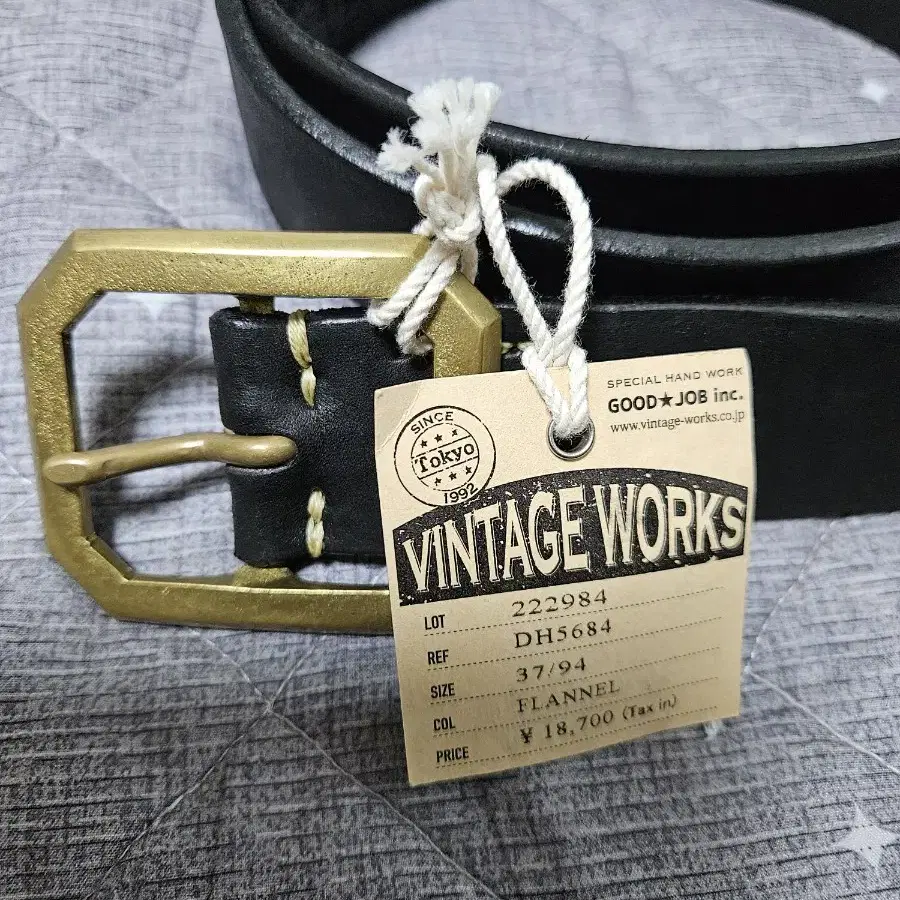 SPECIAL HAND WORK
GOOD★JOB inc.
www.vintage-works.co.jp
SINCE
Tokyo
1992
VINTAGE WORKS
LOT 222984
REF DH5684
SIZE 37/94
COL FLANNEL
PRICE ¥ 18,700 (Tax in)